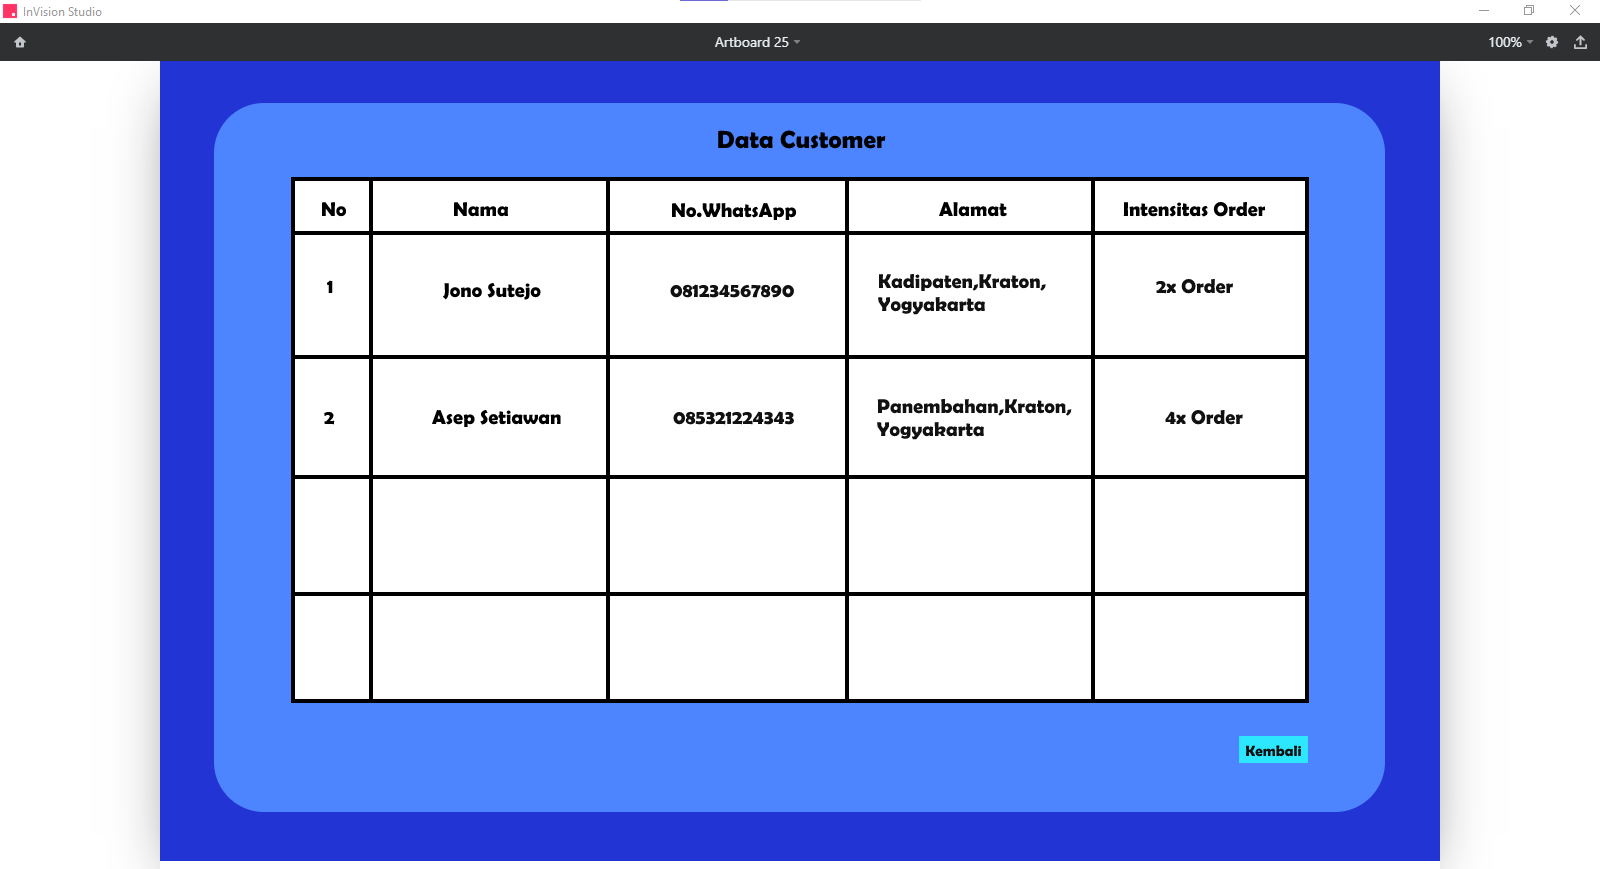 InVision Studio
Artboard 25
100%
Data Customer
No Nama No.WhatsApp Alamat Intensitas Order
1 Jono Sutejo 081234567890 Kadipaten,Kraton, 2x Order
Yogyakarta
2 Asep Setiawan 085321224343 Panembahan,Kraton, 4x Order
Yogyakarta
Kembali